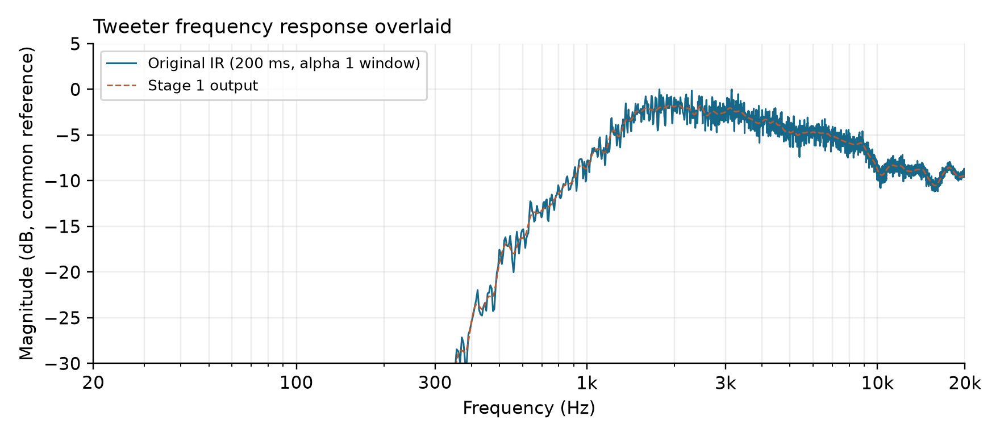 Tweeter frequency response overlaid
Original IR (200 ms, alpha 1 window)
Stage 1 output
Magnitude (dB, common reference)
5
0
−5
−10
−15
−20
−25
−30
20
100
300
1k
3k
10k
20k
Frequency (Hz)